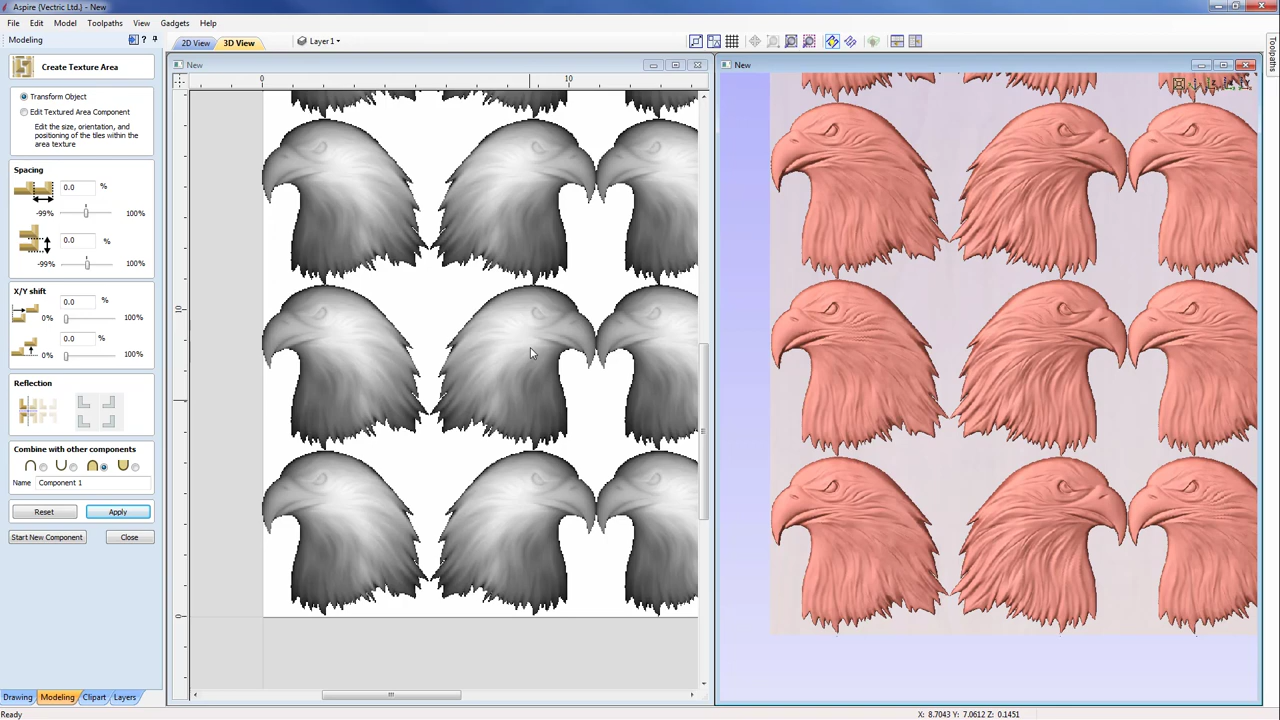 Aspire (Vectric Ltd.) - New
File Edit Model Toolpaths View Gadgets Help
Modeling
2D View 3D View Layer1
Create Texture Area
Transform Object
Edit Textured Area Component
Edit the size, orientation, and
positioning of the tiles within the
area texture
Spacing
0.0 %
-99% 100%
0.0 %
-99% 100%
X/Y shift
0.0 %
0% 100%
0.0 %
0% 100%
Reflection
Combine with other components
Name Component 1
Reset Apply
Start New Component Close
Drawing Modeling Clipart Layers
Ready
New
0 10
10
0
New
Toolpaths
X: 8.7043 Y: 7.0612 Z: 0.1451